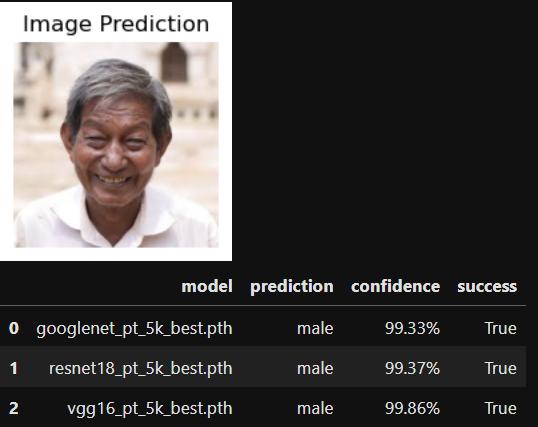 Image Prediction
model prediction confidence success
0 googlenet_pt_5k_best.pth male 99.33% True
1 resnet18_pt_5k_best.pth male 99.37% True
2 vgg16_pt_5k_best.pth male 99.86% True